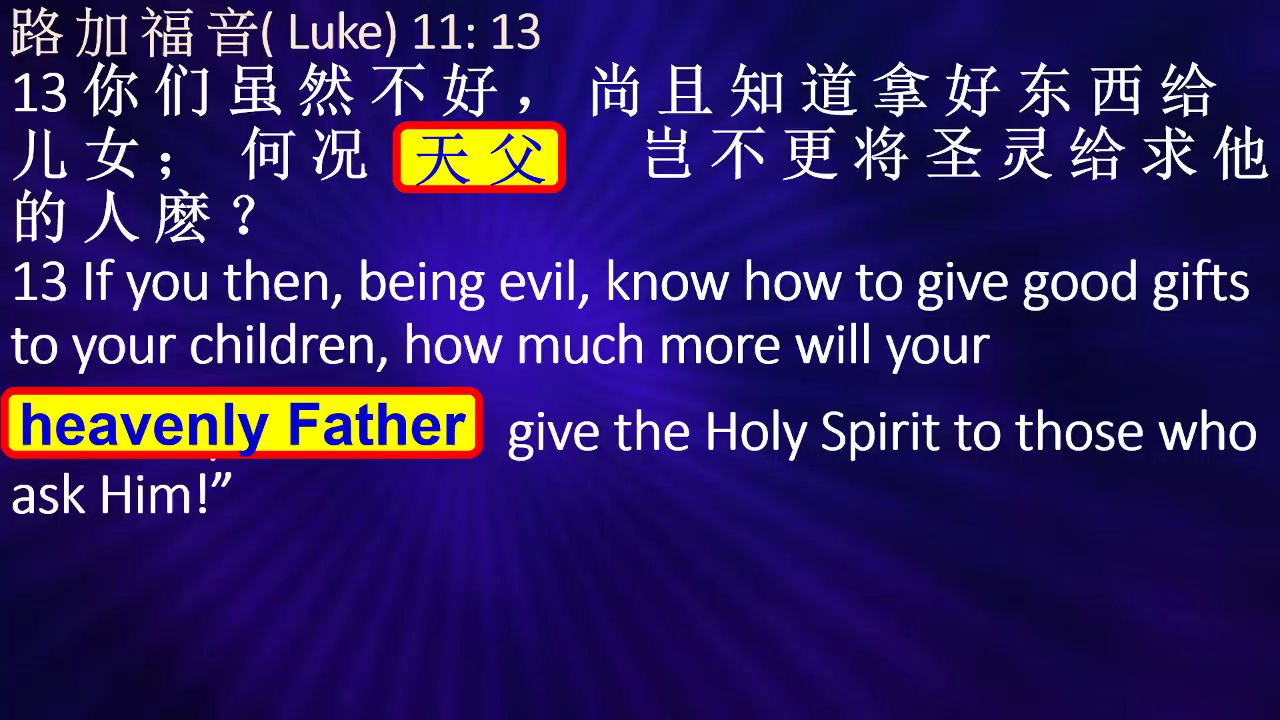 路加福音( Luke) 11: 13
13 你们虽然不好， 尚且知道拿好东西给
儿女； 何况 天父 岂不更将圣灵给求他
的人麽？
13 If you then, being evil, know how to give good gifts
to your children, how much more will your
heavenly Father give the Holy Spirit to those who
ask Him!”